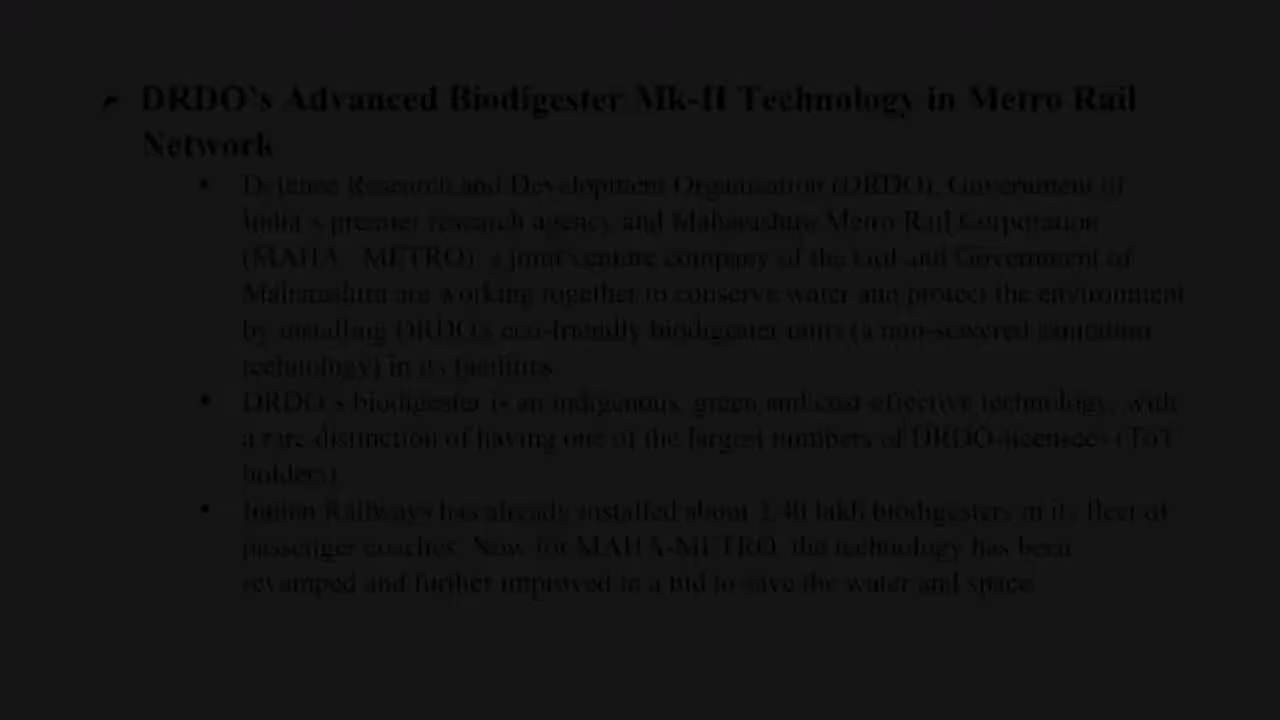 ➤ DRDO's Advanced Biodigester Mk-II Technology in Metro Rail
Network
• Defense Research and Development Organisation (DRDO), Government of
India's premier research agency and Maharashtra Metro Rail Corporation
(MAHA - METRO), a joint venture company of the GoI and Government of
Maharashtra are working together to conserve water and protect the environment
by installing DRDO's eco-friendly biodigester units (a non-sewered sanitation
technology) in its facilities.
• DRDO's biodigester is an indigenous, green and cost-effective technology, with
a rare distinction of having one of the largest numbers of DRDO-licensees (ToT
holders).
• Indian Railways has already installed about 2.40 lakh biodigesters in its fleet of
passenger coaches. Now for MAHA-METRO, the technology has been
revamped and further improved in a bid to save the water and space.